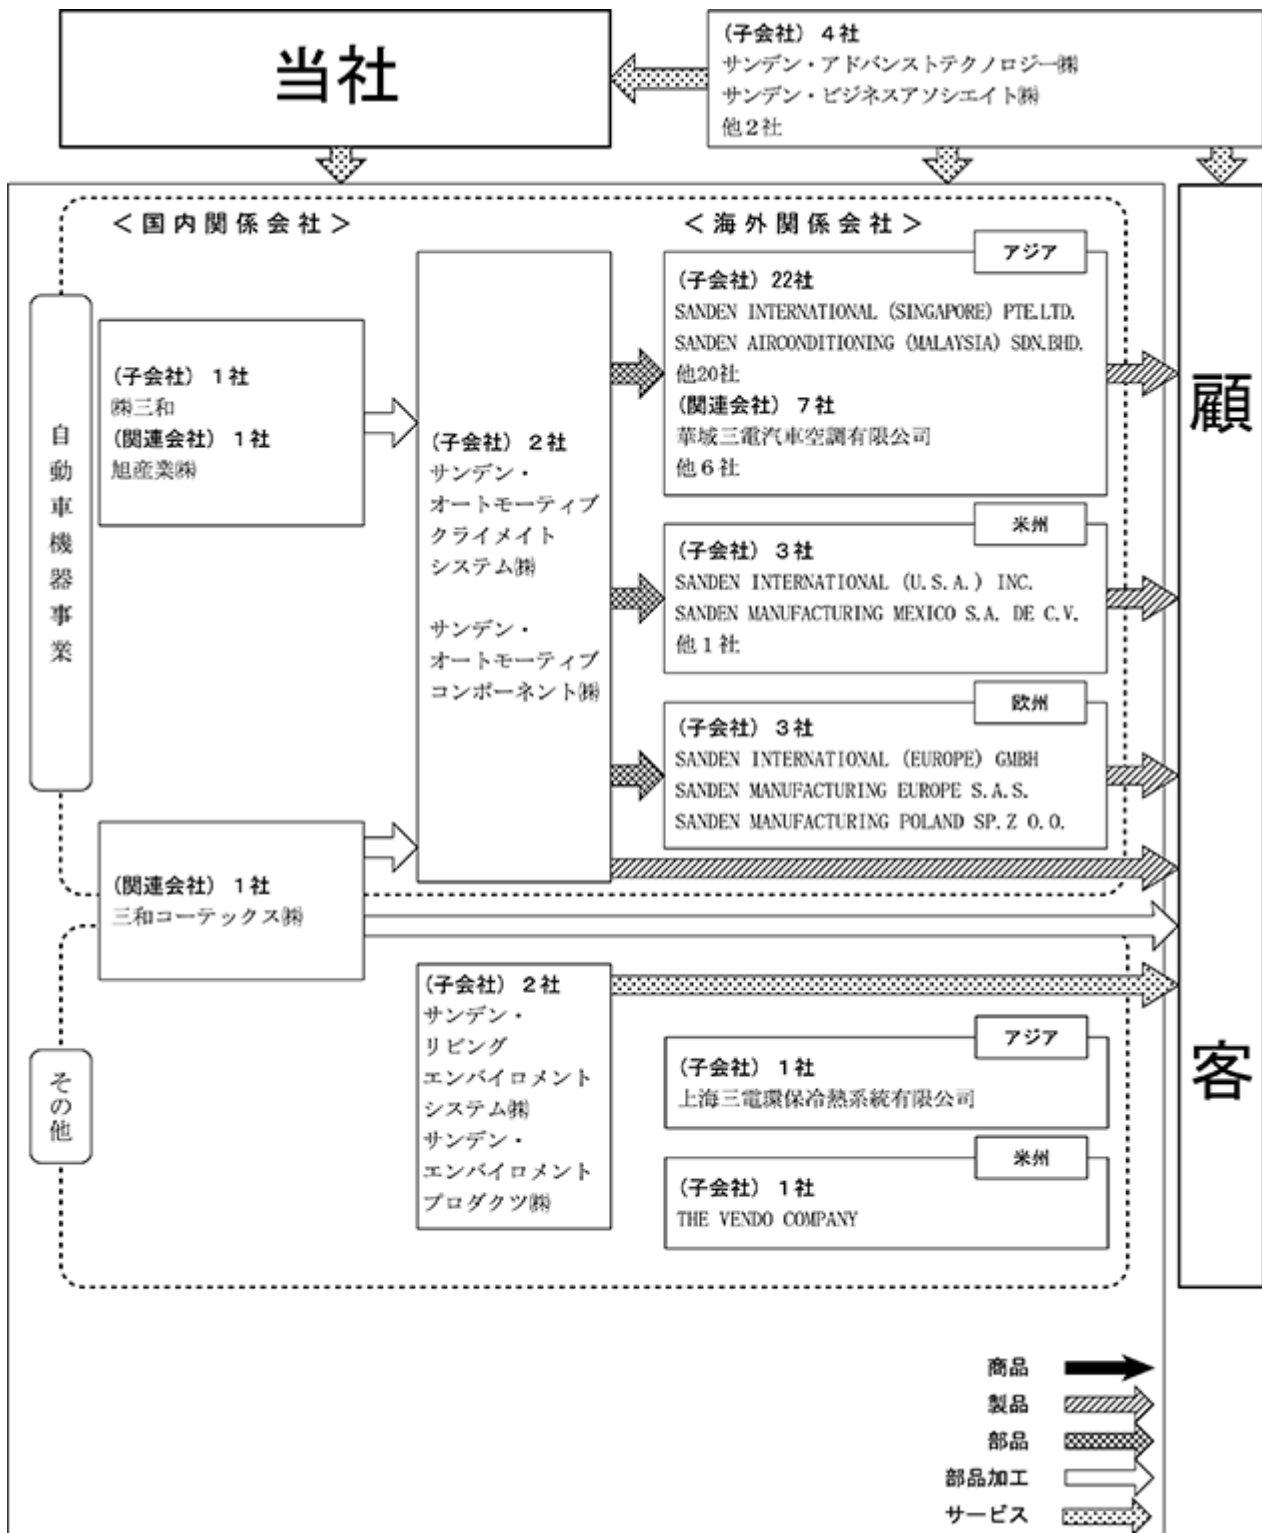 当社
(子会社) 4社
サンデン・アドバンストテクノロジー㈱
サンデン・ビジネスアソシエイト㈱
他2社
＜国内関係会社＞
＜海外関係会社＞
自動車機器事業
(子会社) 1社
㈱三和
(関連会社) 1社
旭産業㈱
(子会社) 2社
サンデン・
オートモーティブ
クライメイト
システム㈱
サンデン・
オートモーティブ
コンポーネント㈱
アジア
(子会社) 22社
SANDEN INTERNATIONAL (SINGAPORE) PTE.LTD.
SANDEN AIRCONDITIONING (MALAYSIA) SDN.BHD.
他20社
(関連会社) 7社
華域三電汽車空調有限公司
他6社
米州
(子会社) 3社
SANDEN INTERNATIONAL (U.S.A.) INC.
SANDEN MANUFACTURING MEXICO S.A. DE C.V.
他1社
欧州
(子会社) 3社
SANDEN INTERNATIONAL (EUROPE) GMBH
SANDEN MANUFACTURING EUROPE S.A.S.
SANDEN MANUFACTURING POLAND SP.Z O.O.
(関連会社) 1社
三和コーテックス㈱
その他
(子会社) 2社
サンデン・
リビング
エンバイロメント
システム㈱
サンデン・
エンバイロメント
プロダクツ㈱
アジア
(子会社) 1社
上海三電環保冷熱系統有限公司
米州
(子会社) 1社
THE VENDO COMPANY
顧客
商品
製品
部品
部品加工
サービス